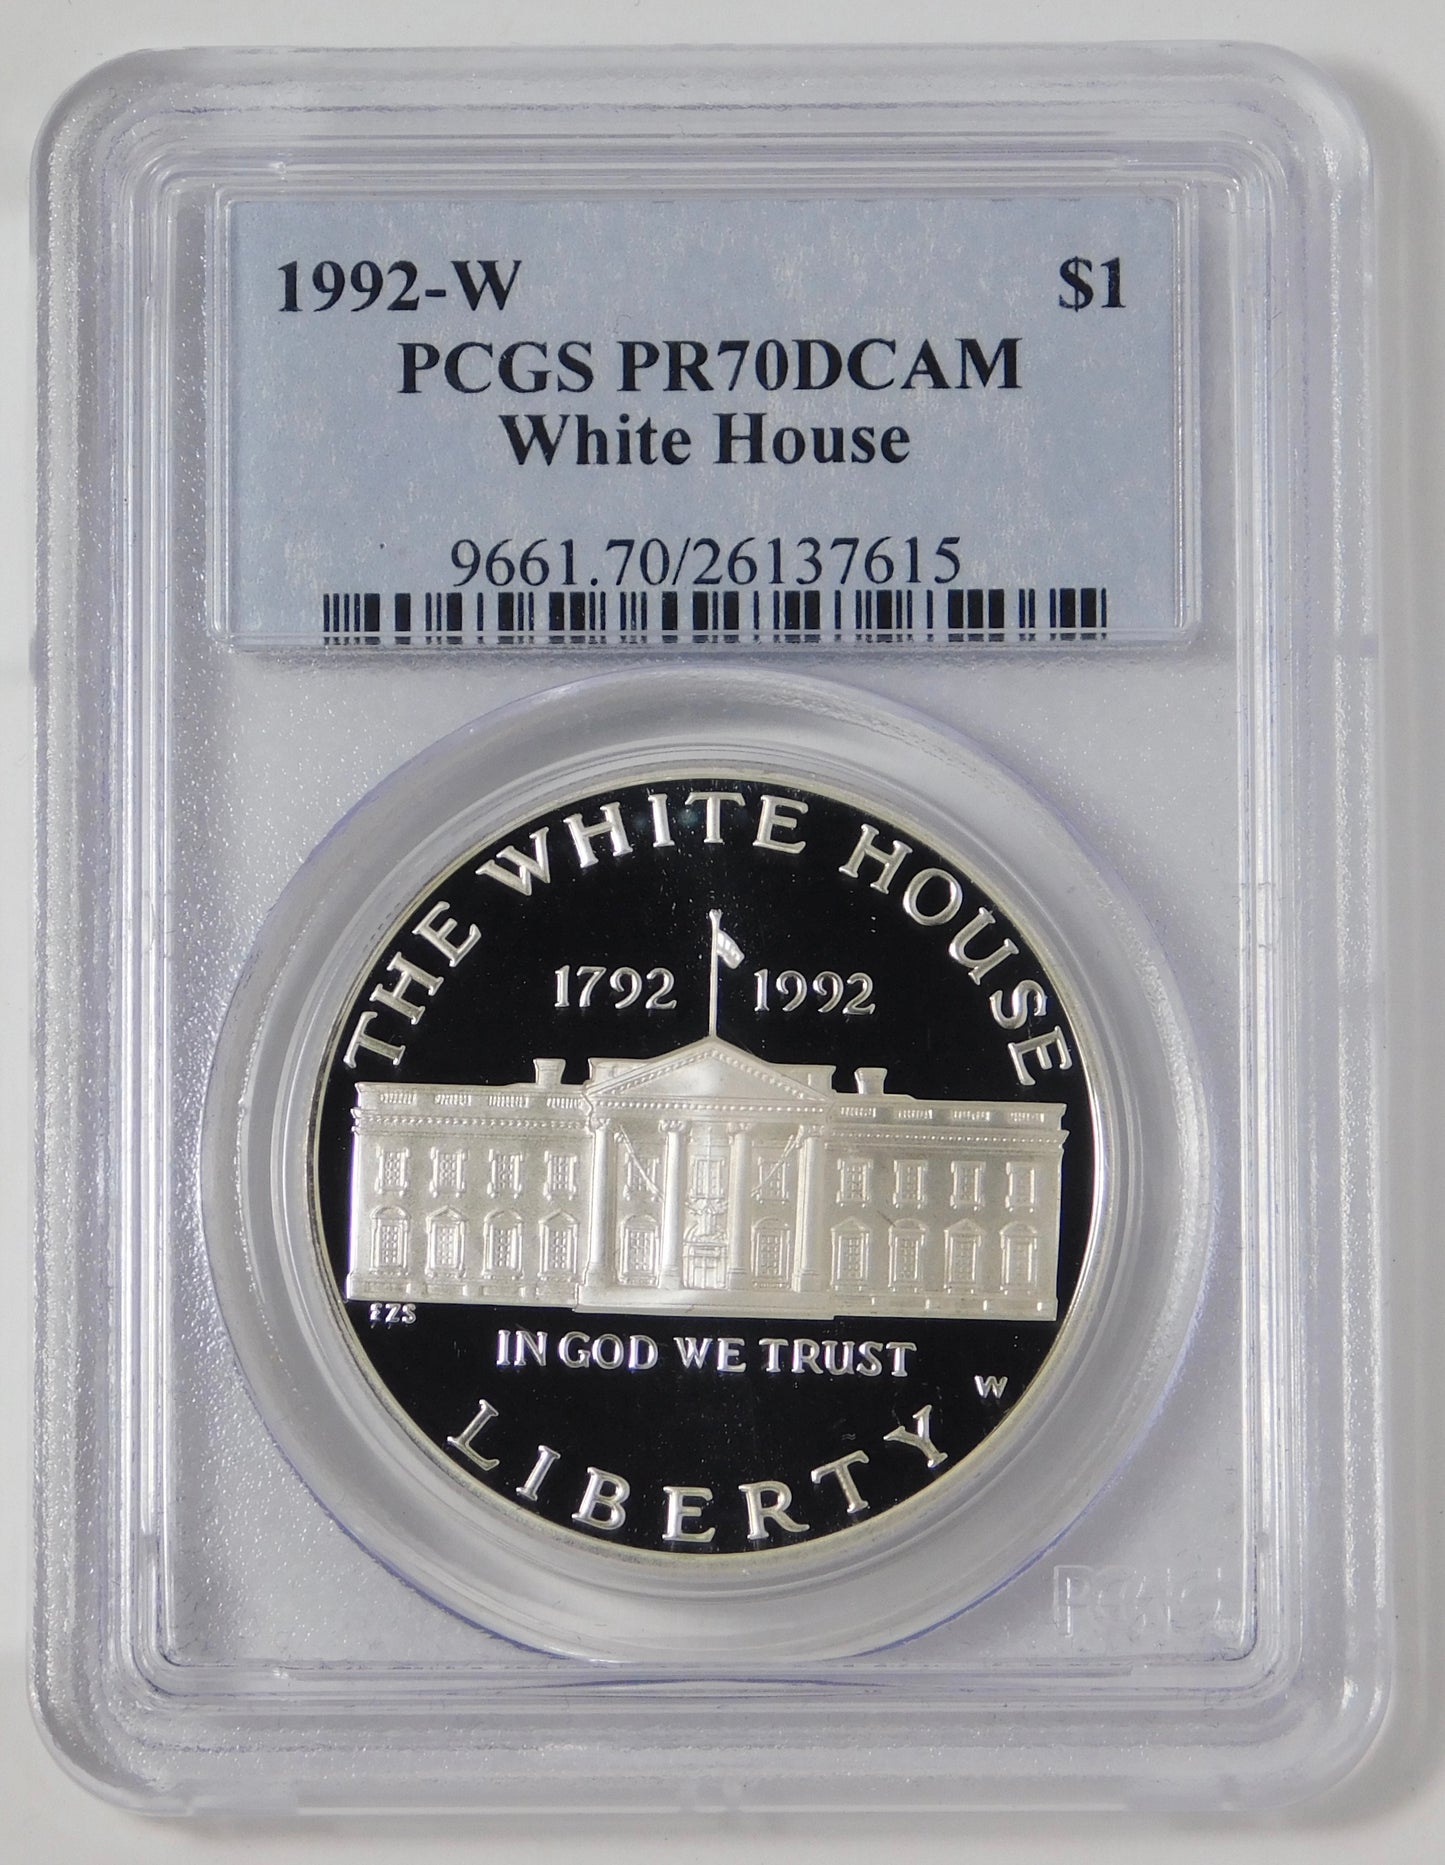 1992-W $1
PCGS PR70DCAM
White House
9661.70/26137615
THE WHITE HOUSE
1792 1992
EZS
IN GOD WE TRUST
W
LIBERTY
PCGS